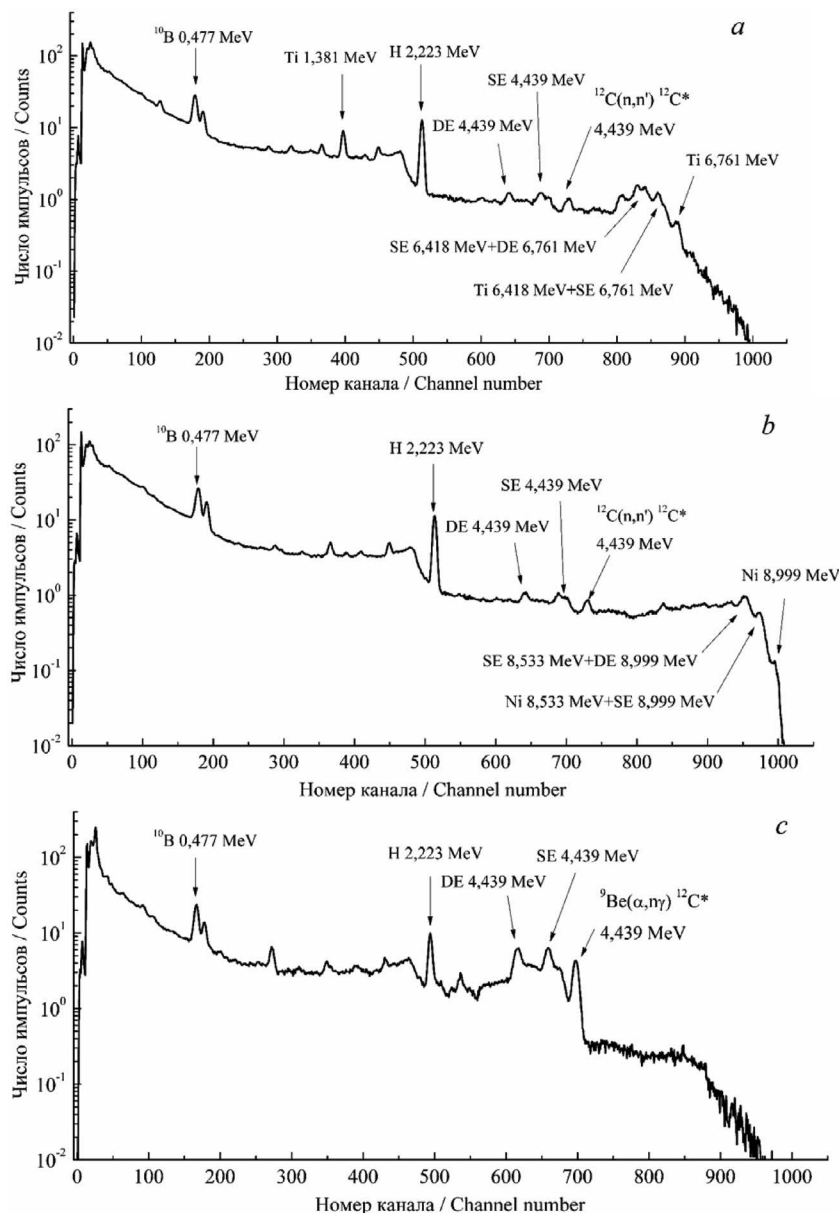 a
¹⁰B 0,477 MeV
Ti 1,381 MeV
H 2,223 MeV
SE 4,439 MeV
DE 4,439 MeV
¹²C(n,n') ¹²C*
4,439 MeV
Ti 6,761 MeV
SE 6,418 MeV+DE 6,761 MeV
Ti 6,418 MeV+SE 6,761 MeV
Число импульсов / Counts
10²
10¹
10⁰
10⁻¹
10⁻²
0 100 200 300 400 500 600 700 800 900 1000
Номер канала / Channel number
b
¹⁰B 0,477 MeV
H 2,223 MeV
SE 4,439 MeV
DE 4,439 MeV
¹²C(n,n') ¹²C*
4,439 MeV
Ni 8,999 MeV
SE 8,533 MeV+DE 8,999 MeV
Ni 8,533 MeV+SE 8,999 MeV
Число импульсов / Counts
10²
10¹
10⁰
10⁻¹
10⁻²
0 100 200 300 400 500 600 700 800 900 1000
Номер канала / Channel number
c
¹⁰B 0,477 MeV
H 2,223 MeV
SE 4,439 MeV
DE 4,439 MeV
⁹Be(α,nγ) ¹²C*
4,439 MeV
Число импульсов / Counts
10²
10¹
10⁰
10⁻¹
10⁻²
0 100 200 300 400 500 600 700 800 900 1000
Номер канала / Channel number